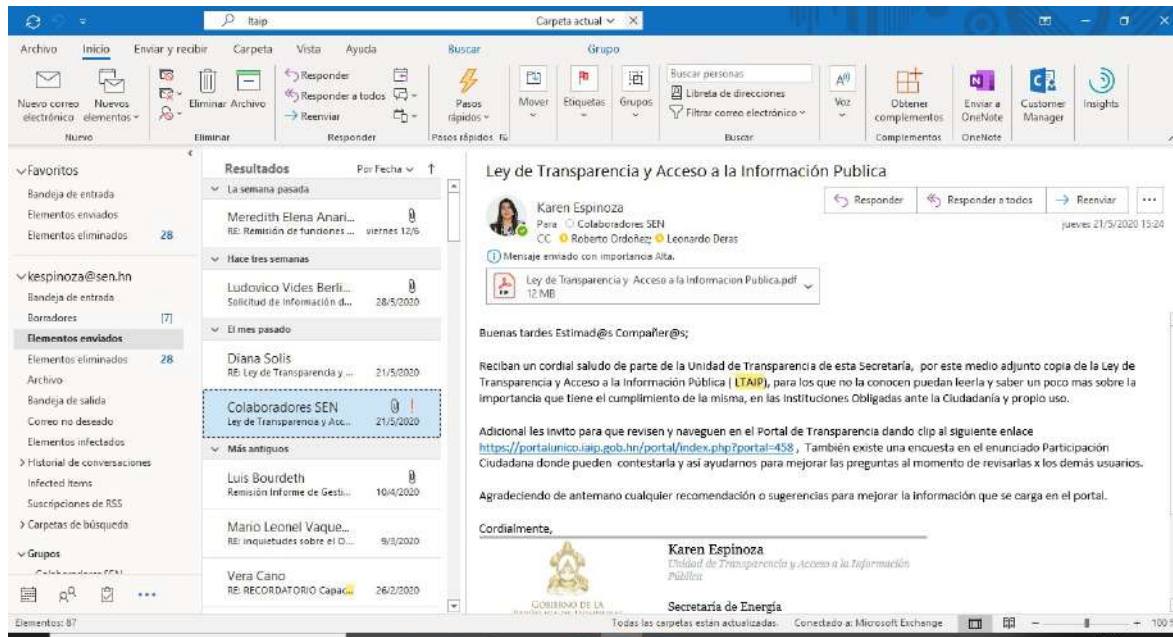 ltaip
Carpeta actual
Archivo Inicio Enviar y recibir Carpeta Vista Ayuda Buscar Grupo
Nuevo correo electrónico
Nuevos elementos
Nuevo
Eliminar Archivo
Eliminar
Responder
Responder a todos
Reenviar
Responder
Pasos rápidos
Pasos rápidos
Mover
Etiquetas
Grupos
Buscar personas
Libreta de direcciones
Filtrar correo electrónico
Buscar
Voz
Obtener complementos
Complementos
Enviar a OneNote
OneNote
Customer Manager
Insights
Favoritos
Bandeja de entrada
Elementos enviados
Elementos eliminados 28
kespinoza@sen.hn
Bandeja de entrada
Borradores [7]
Elementos enviados
Elementos eliminados 28
Archivo
Bandeja de salida
Correo no deseado
Elementos infectados
Historial de conversaciones
Infected Items
Suscripciones de RSS
Carpetas de búsqueda
Grupos
Elementos: 87
Resultados Por Fecha
La semana pasada
Meredith Elena Anari...
RE: Remisión de funciones ... viernes 12/6
Hace tres semanas
Ludovico Vides Berli...
Solicitud de Información d... 28/5/2020
El mes pasado
Diana Solis
RE: Ley de Transparencia y ... 21/5/2020
Colaboradores SEN
Ley de Transparencia y Acc... 21/5/2020
Más antiguos
Luis Bourdeth
Remisión Informe de Gesti... 10/4/2020
Mario Leonel Vaque...
RE: inquietudes sobre el D... 9/3/2020
Vera Cano
RE: RECORDATORIO Capac... 26/2/2020
Ley de Transparencia y Acceso a la Información Publica
Karen Espinoza
Para Colaboradores SEN
CC Roberto Ordoñez; Leonardo Deras
Responder Responder a todos Reenviar
jueves 21/5/2020 15:24
Mensaje enviado con importancia Alta.
Ley de Transparencia y Acceso a la Informacion Publica.pdf
12 MB
Buenas tardes Estimad@s Compañer@s;
Reciban un cordial saludo de parte de la Unidad de Transparencia de esta Secretaría, por este medio adjunto copia de la Ley de
Transparencia y Acceso a la Información Pública ( LTAIP), para los que no la conocen puedan leerla y saber un poco mas sobre la
importancia que tiene el cumplimiento de la misma, en las Instituciones Obligadas ante la Ciudadanía y propio uso.
Adicional les invito para que revisen y naveguen en el Portal de Transparencia dando clip al siguiente enlace
https://portalunico.iaip.gob.hn/portal/index.php?portal=458 , También existe una encuesta en el enunciado Participación
Ciudadana donde pueden contestarla y así ayudarnos para mejorar las preguntas al momento de revisarlas x los demás usuarios.
Agradeciendo de antemano cualquier recomendación o sugerencias para mejorar la información que se carga en el portal.
Cordialmente,
Karen Espinoza
Unidad de Transparencia y Acceso a la Información
Pública
Secretaría de Energía
GOBIERNO DE LA
Todas las carpetas están actualizadas. Conectado a: Microsoft Exchange